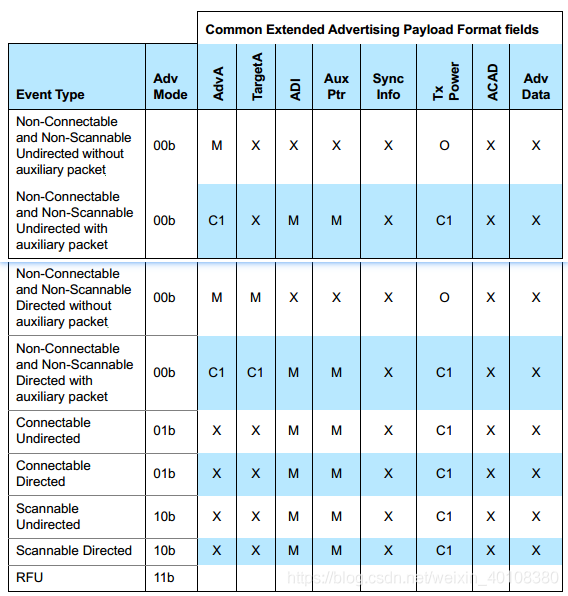 Common Extended Advertising Payload Format fields
Event Type Adv Mode AdvA TargetA ADI Aux Ptr Sync Info Tx Power ACAD Adv Data
Non-Connectable
and Non-Scannable
Undirected without
auxiliary packet
00b M X X X X O X X
Non-Connectable
and Non-Scannable
Undirected with
auxiliary packet
00b C1 X M M X C1 X X
Non-Connectable
and Non-Scannable
Directed without
auxiliary packet
00b M M X X X O X X
Non-Connectable
and Non-Scannable
Directed with
auxiliary packet
00b C1 C1 M M X C1 X X
Connectable
Undirected
01b X X M M X C1 X X
Connectable
Directed
01b X X M M X C1 X X
Scannable
Undirected
10b X X M M X C1 X X
Scannable Directed 10b X X M M X C1 X X
RFU 11b
https://blog.csdn.net/weixin_40108380